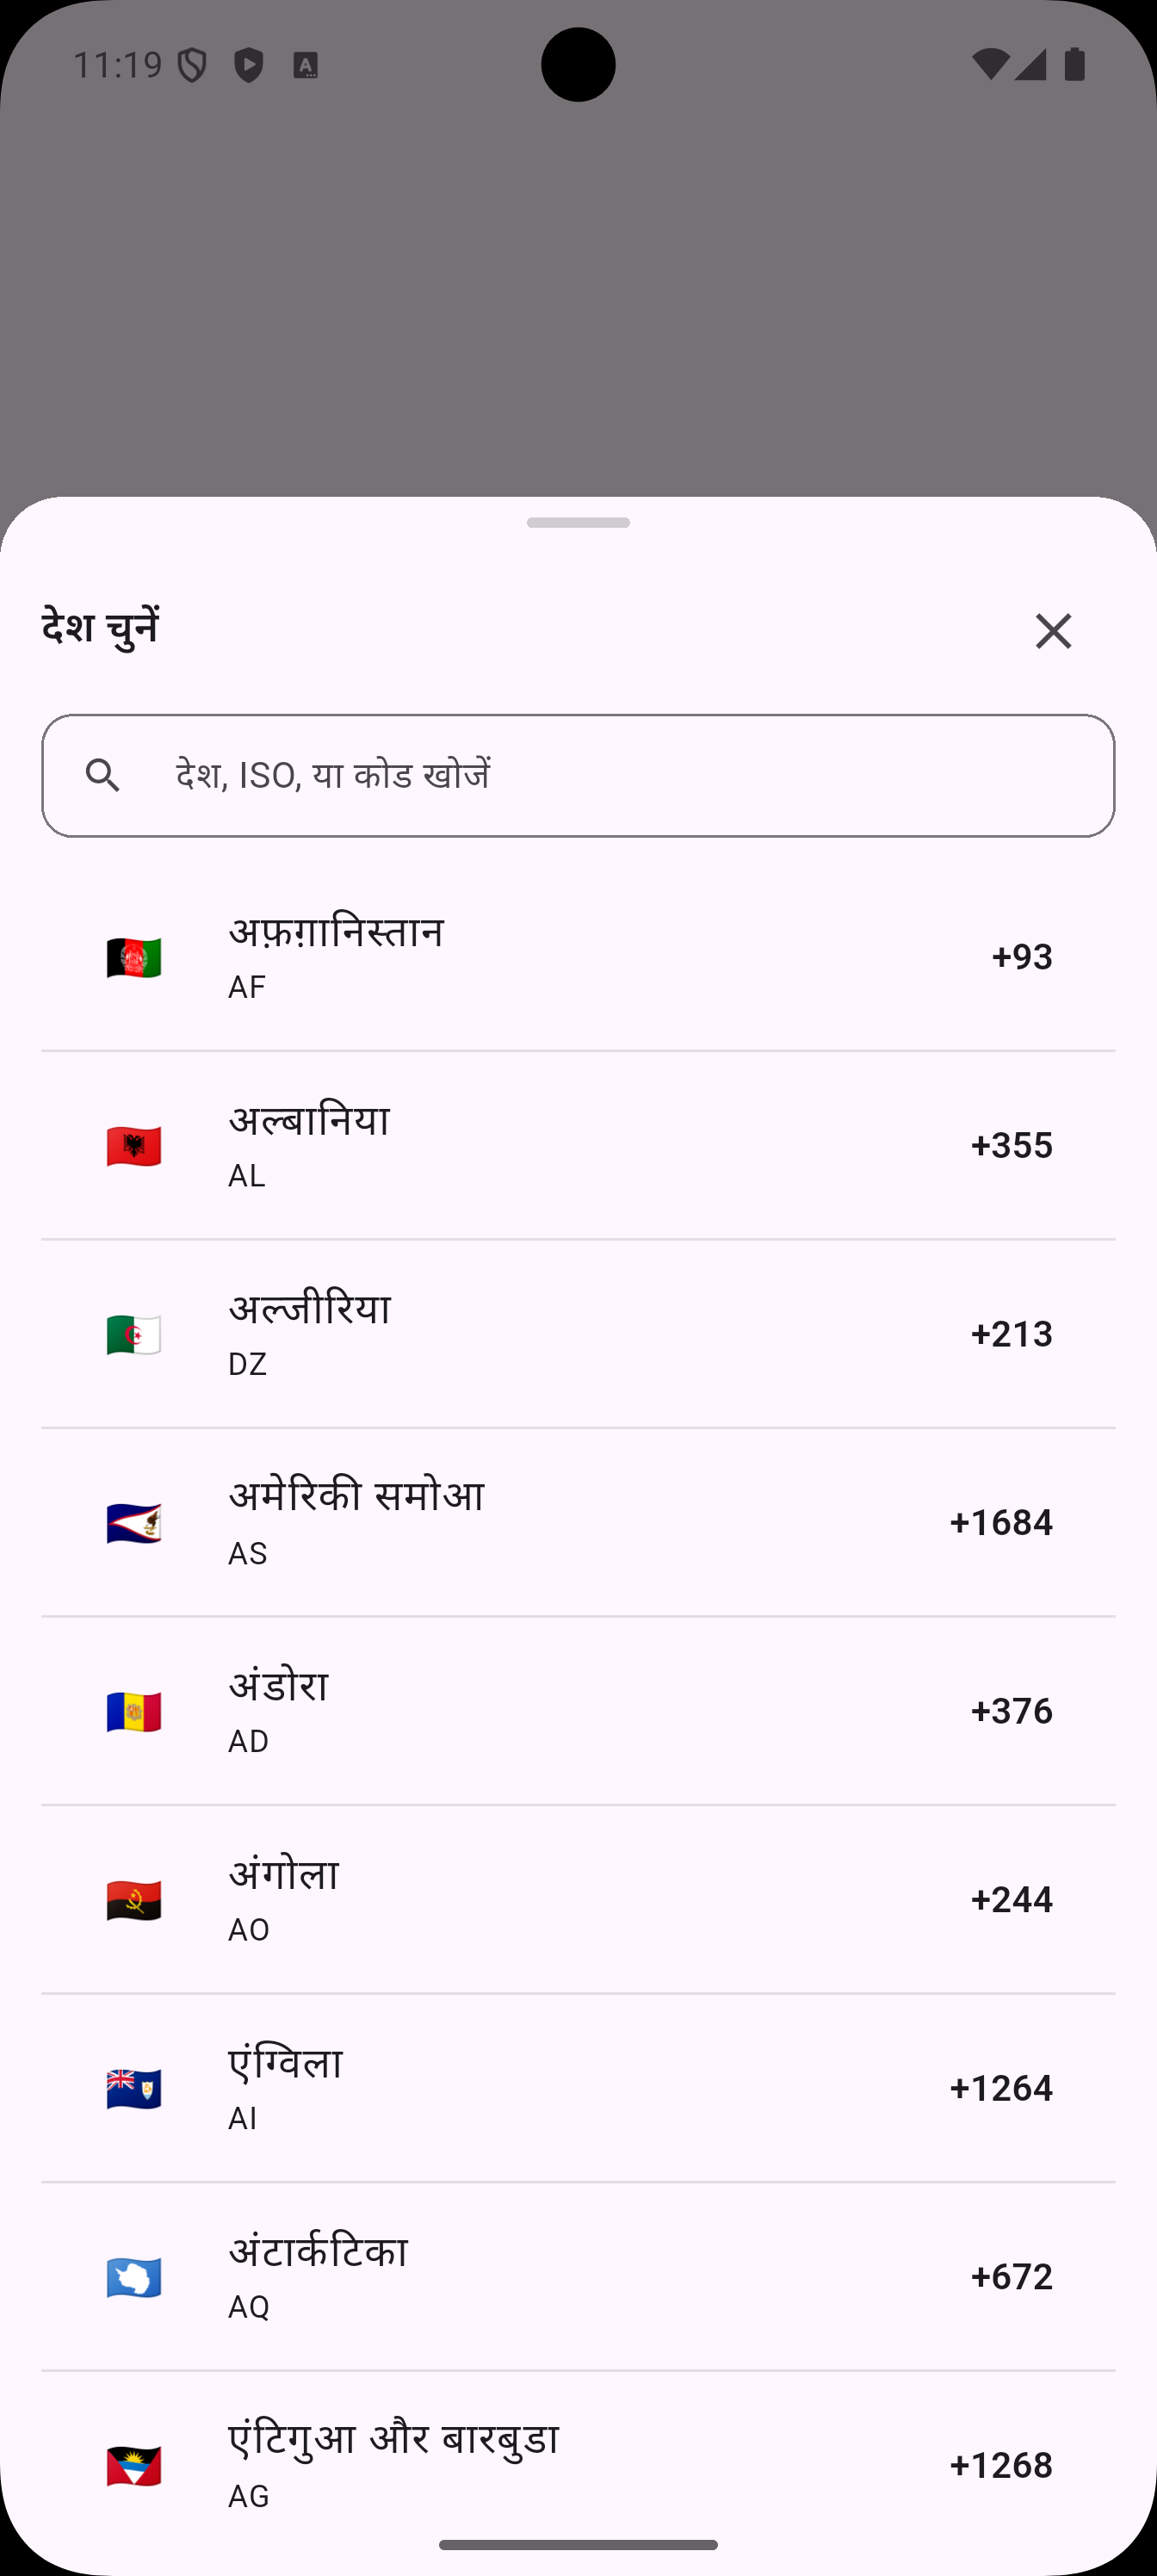 11:19
देश चुनें
देश, ISO, या कोड खोजें
अफ़ग़ानिस्तान
AF
+93
अल्बानिया
AL
+355
अल्जीरिया
DZ
+213
अमेरिकी समोआ
AS
+1684
अंडोरा
AD
+376
अंगोला
AO
+244
एंग्विला
AI
+1264
अंटार्कटिका
AQ
+672
एंटिगुआ और बारबुडा
AG
+1268